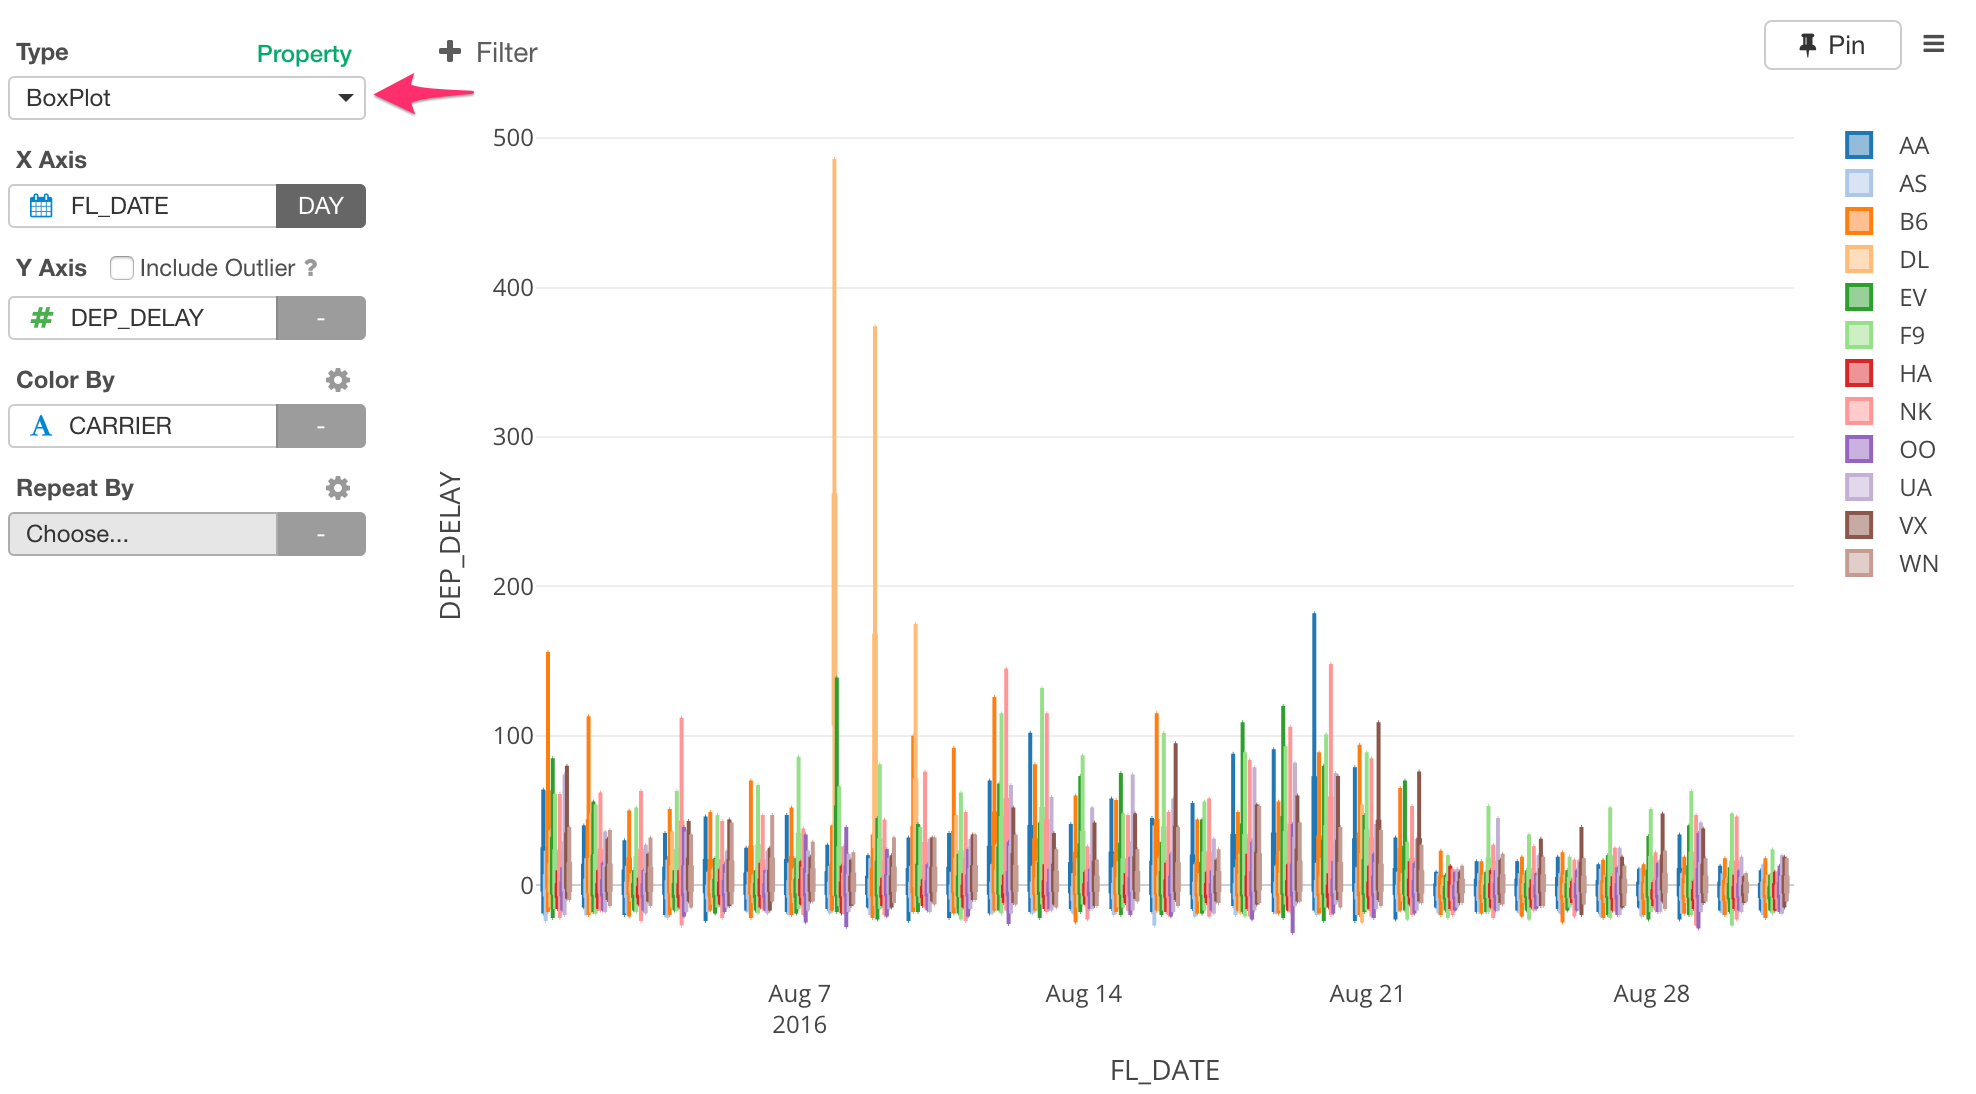 Type Property
BoxPlot
X Axis
FL_DATE DAY
Y Axis Include Outlier ?
# DEP_DELAY -
Color By
A CARRIER -
Repeat By
Choose... -
+ Filter
Pin
500
400
300
200
100
0
DEP_DELAY
Aug 7
2016
Aug 14
Aug 21
Aug 28
FL_DATE
AA
AS
B6
DL
EV
F9
HA
NK
OO
UA
VX
WN